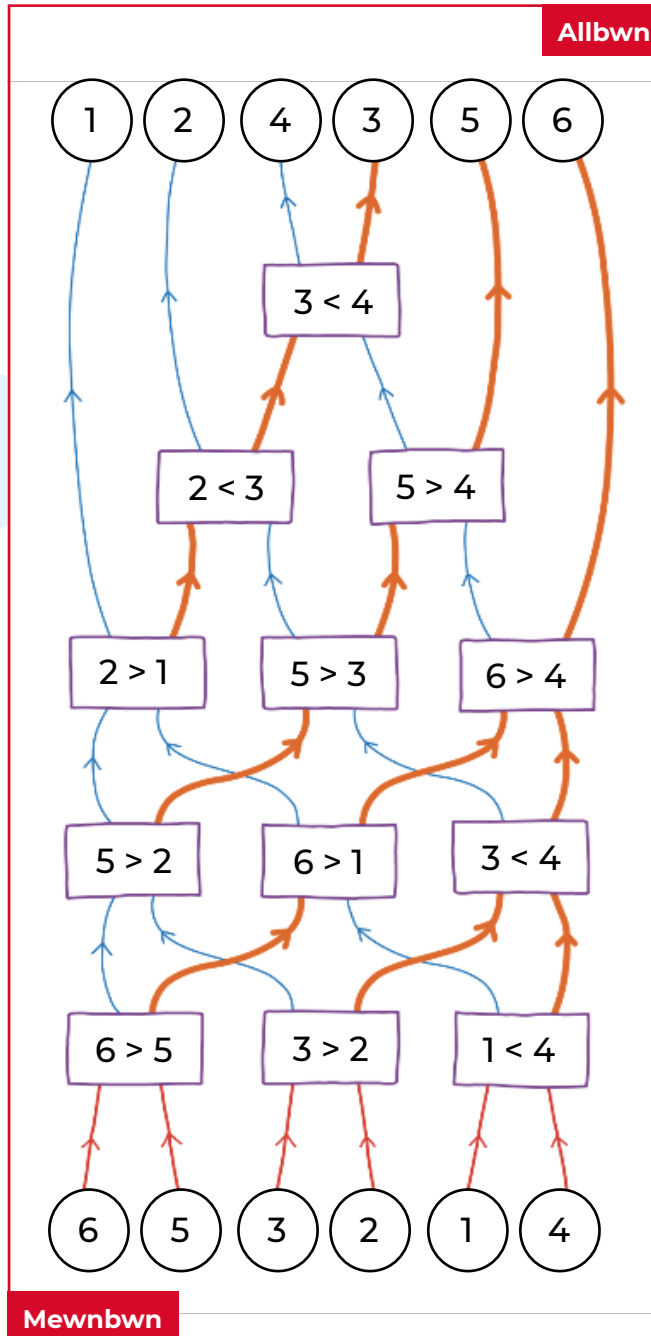 Allbwn
1 2 4 3 5 6
3 < 4
2 < 3 5 > 4
2 > 1 5 > 3 6 > 4
5 > 2 6 > 1 3 < 4
6 > 5 3 > 2 1 < 4
6 5 3 2 1 4
Mewnbwn